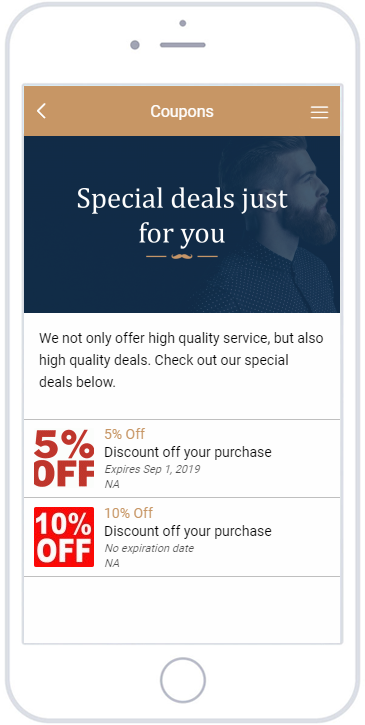 Coupons
Special deals just
for you
We not only offer high quality service, but also
high quality deals. Check out our special
deals below.
5%
OFF
5% Off
Discount off your purchase
Expires Sep 1, 2019
NA
10%
OFF
10% Off
Discount off your purchase
No expiration date
NA